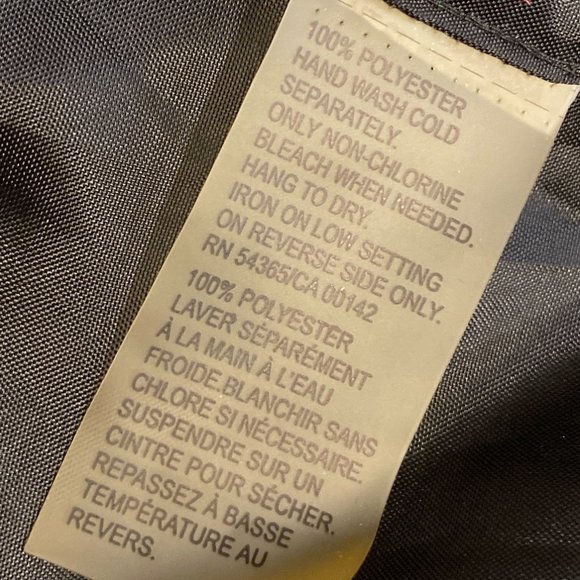 100% POLYESTER
HAND WASH COLD
SEPARATELY.
ONLY NON-CHLORINE
BLEACH WHEN NEEDED.
HANG TO DRY.
IRON ON LOW SETTING
ON REVERSE SIDE ONLY.
RN 54365/CA 00142
100% POLYESTER
LAVER SÉPARÉMENT
À LA MAIN À L'EAU
FROIDE.BLANCHIR SANS
CHLORE SI NÉCESSAIRE.
SUSPENDRE SUR UN
CINTRE POUR SÉCHER.
REPASSEZ À BASSE
TEMPÉRATURE AU
REVERS.